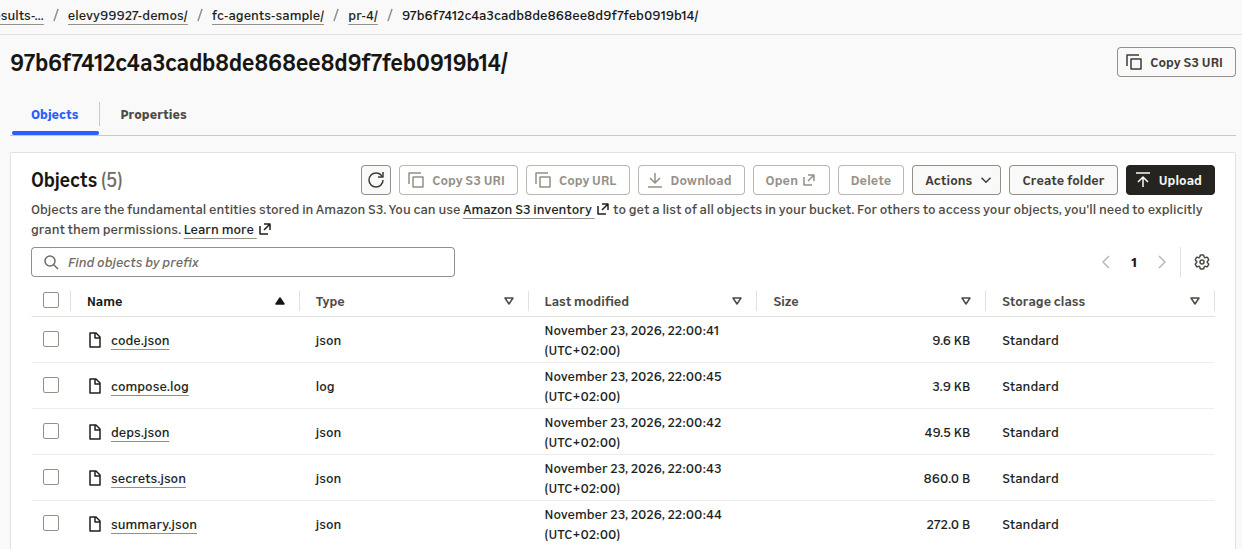 sults-... / elevy99927-demos/ / fc-agents-sample/ / pr-4/ / 97b6f7412c4a3cadb8de868ee8d9f7feb0919b14/
97b6f7412c4a3cadb8de868ee8d9f7feb0919b14/
Copy S3 URI
Objects
Properties
Objects (5)
Copy S3 URI
Copy URL
Download
Open
Delete
Actions
Create folder
Upload
Objects are the fundamental entities stored in Amazon S3. You can use Amazon S3 inventory to get a list of all objects in your bucket. For others to access your objects, you'll need to explicitly
grant them permissions. Learn more
Find objects by prefix
1
Name Type Last modified Size Storage class
code.json json November 23, 2026, 22:00:41 (UTC+02:00) 9.6 KB Standard
compose.log log November 23, 2026, 22:00:45 (UTC+02:00) 3.9 KB Standard
deps.json json November 23, 2026, 22:00:42 (UTC+02:00) 49.5 KB Standard
secrets.json json November 23, 2026, 22:00:43 (UTC+02:00) 860.0 B Standard
summary.json json November 23, 2026, 22:00:44 (UTC+02:00) 272.0 B Standard